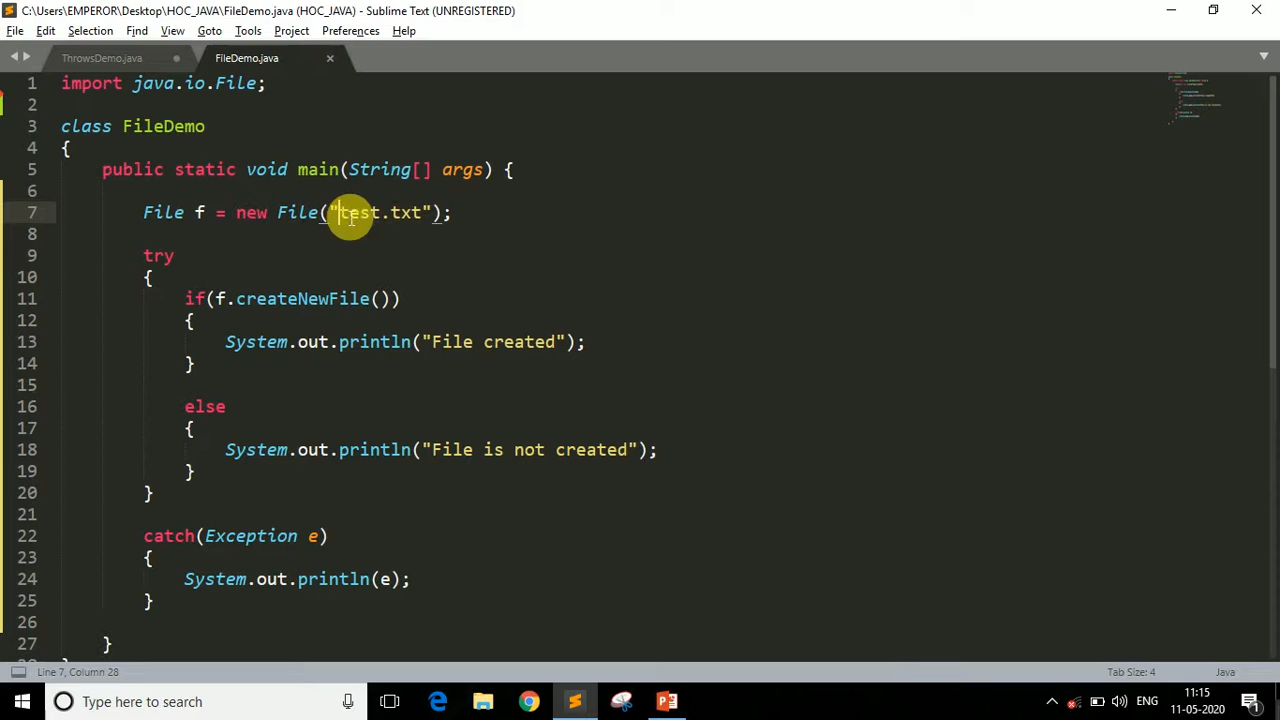 C:\Users\EMPEROR\Desktop\HOC_JAVA\FileDemo.java (HOC_JAVA) - Sublime Text (UNREGISTERED)
File Edit Selection Find View Goto Tools Project Preferences Help
ThrowsDemo.java FileDemo.java
1 import java.io.File;
2
3 class FileDemo
4 {
5 public static void main(String[] args) {
6
7 File f = new File("test.txt");
8
9 try
10 {
11 if(f.createNewFile())
12 {
13 System.out.println("File created");
14 }
15
16 else
17 {
18 System.out.println("File is not created");
19 }
20 }
21
22 catch(Exception e)
23 {
24 System.out.println(e);
25 }
26
27 }
Line 7, Column 28 Tab Size: 4 Java
Type here to search ENG 11:15
11-05-2020